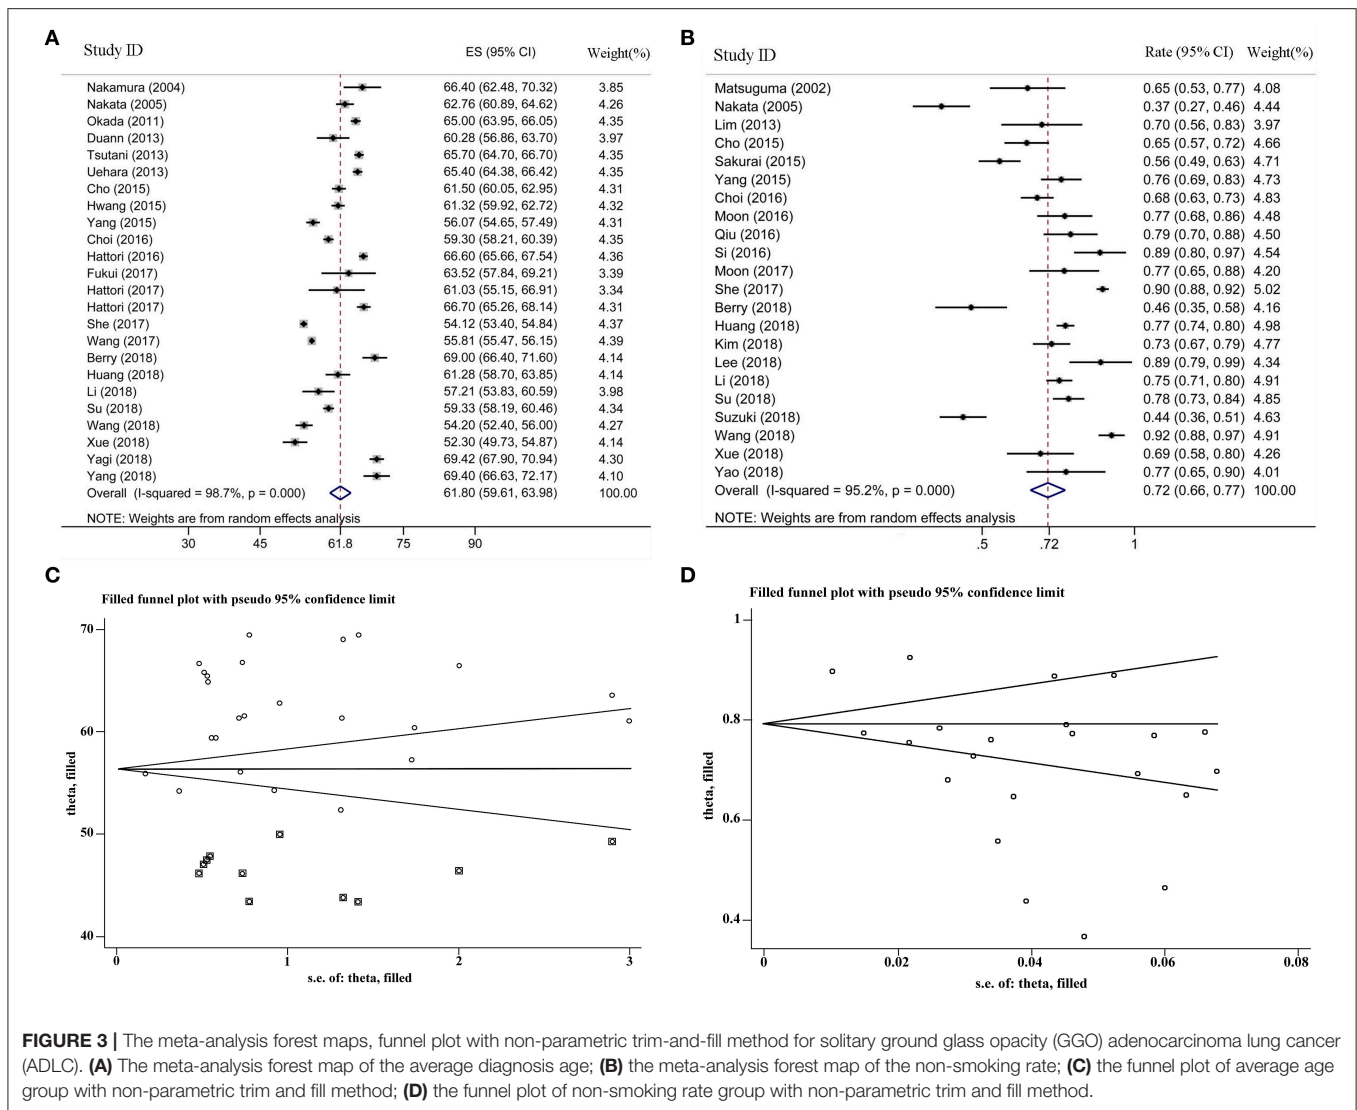 A
Study ID ES (95% CI) Weight(%)
Nakamura (2004) 66.40 (62.48, 70.32) 3.85
Nakata (2005) 62.76 (60.89, 64.62) 4.26
Okada (2011) 65.00 (63.95, 66.05) 4.35
Duann (2013) 60.28 (56.86, 63.70) 3.97
Tsutani (2013) 65.70 (64.70, 66.70) 4.35
Uehara (2013) 65.40 (64.38, 66.42) 4.35
Cho (2015) 61.50 (60.05, 62.95) 4.31
Hwang (2015) 61.32 (59.92, 62.72) 4.32
Yang (2015) 56.07 (54.65, 57.49) 4.31
Choi (2016) 59.30 (58.21, 60.39) 4.35
Hattori (2016) 66.60 (65.66, 67.54) 4.36
Fukui (2017) 63.52 (57.84, 69.21) 3.39
Hattori (2017) 61.03 (55.15, 66.91) 3.34
Hattori (2017) 66.70 (65.26, 68.14) 4.31
She (2017) 54.12 (53.40, 54.84) 4.37
Wang (2017) 55.81 (55.47, 56.15) 4.39
Berry (2018) 69.00 (66.40, 71.60) 4.14
Huang (2018) 61.28 (58.70, 63.85) 4.14
Li (2018) 57.21 (53.83, 60.59) 3.98
Su (2018) 59.33 (58.19, 60.46) 4.34
Wang (2018) 54.20 (52.40, 56.00) 4.27
Xue (2018) 52.30 (49.73, 54.87) 4.14
Yagi (2018) 69.42 (67.90, 70.94) 4.30
Yang (2018) 69.40 (66.63, 72.17) 4.10
Overall (I-squared = 98.7%, p = 0.000) 61.80 (59.61, 63.98) 100.00
NOTE: Weights are from random effects analysis
30 45 61.8 75 90
B
Study ID Rate (95% CI) Weight(%)
Matsuguma (2002) 0.65 (0.53, 0.77) 4.08
Nakata (2005) 0.37 (0.27, 0.46) 4.44
Lim (2013) 0.70 (0.56, 0.83) 3.97
Cho (2015) 0.65 (0.57, 0.72) 4.66
Sakurai (2015) 0.56 (0.49, 0.63) 4.71
Yang (2015) 0.76 (0.69, 0.83) 4.73
Choi (2016) 0.68 (0.63, 0.73) 4.83
Moon (2016) 0.77 (0.68, 0.86) 4.48
Qiu (2016) 0.79 (0.70, 0.88) 4.50
Si (2016) 0.89 (0.80, 0.97) 4.54
Moon (2017) 0.77 (0.65, 0.88) 4.20
She (2017) 0.90 (0.88, 0.92) 5.02
Berry (2018) 0.46 (0.35, 0.58) 4.16
Huang (2018) 0.77 (0.74, 0.80) 4.98
Kim (2018) 0.73 (0.67, 0.79) 4.77
Lee (2018) 0.89 (0.79, 0.99) 4.34
Li (2018) 0.75 (0.71, 0.80) 4.91
Su (2018) 0.78 (0.73, 0.84) 4.85
Suzuki (2018) 0.44 (0.36, 0.51) 4.63
Wang (2018) 0.92 (0.88, 0.97) 4.91
Xue (2018) 0.69 (0.58, 0.80) 4.26
Yao (2018) 0.77 (0.65, 0.90) 4.01
Overall (I-squared = 95.2%, p = 0.000) 0.72 (0.66, 0.77) 100.00
NOTE: Weights are from random effects analysis
.5 .72 1
C
Filled funnel plot with pseudo 95% confidence limit
70
60
50
40
theta, filled
0 1 2 3
s.e. of: theta, filled
D
Filled funnel plot with pseudo 95% confidence limit
1
0.8
0.6
0.4
theta, filled
0 0.02 0.04 0.06 0.08
s.e. of: theta, filled
FIGURE 3 | The meta-analysis forest maps, funnel plot with non-parametric trim-and-fill method for solitary ground glass opacity (GGO) adenocarcinoma lung cancer
(ADLC). (A) The meta-analysis forest map of the average diagnosis age; (B) the meta-analysis forest map of the non-smoking rate; (C) the funnel plot of average age
group with non-parametric trim and fill method; (D) the funnel plot of non-smoking rate group with non-parametric trim and fill method.